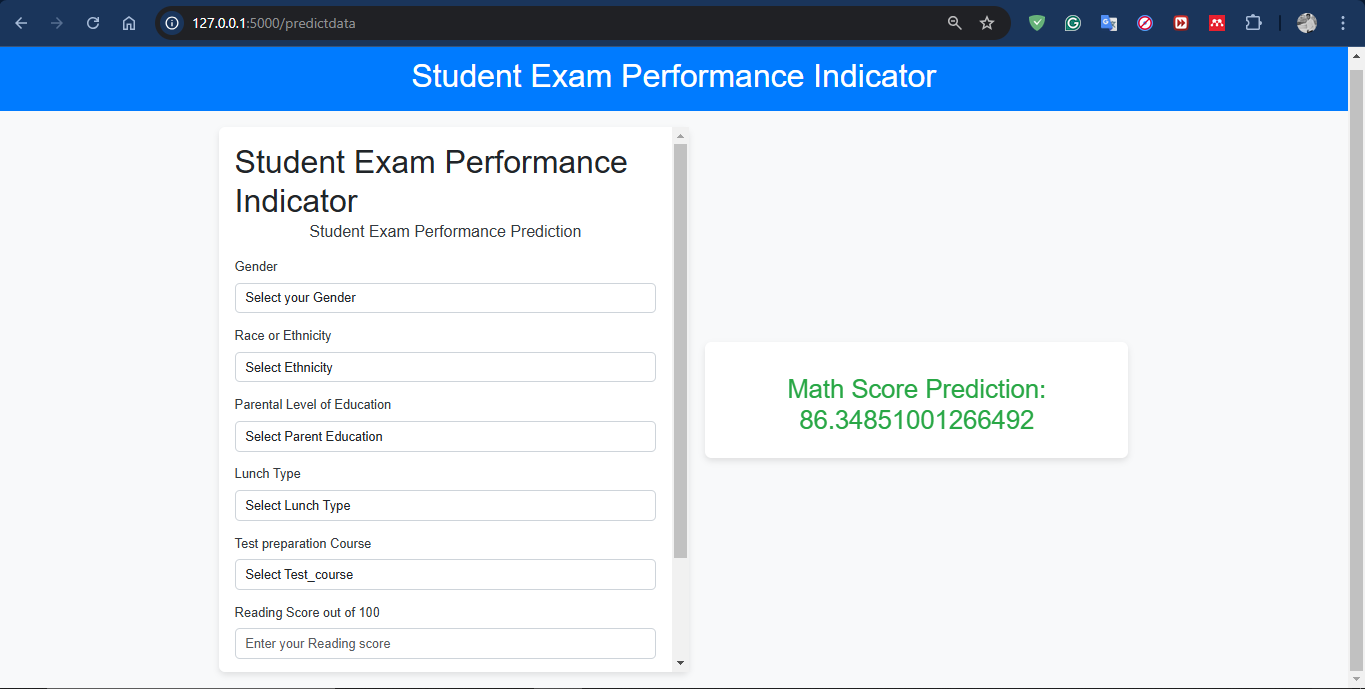 127.0.0.1:5000/predictdata
Student Exam Performance Indicator
Student Exam Performance
Indicator
Student Exam Performance Prediction
Gender
Select your Gender
Race or Ethnicity
Select Ethnicity
Parental Level of Education
Select Parent Education
Lunch Type
Select Lunch Type
Test preparation Course
Select Test_course
Reading Score out of 100
Enter your Reading score
Math Score Prediction:
86.34851001266492